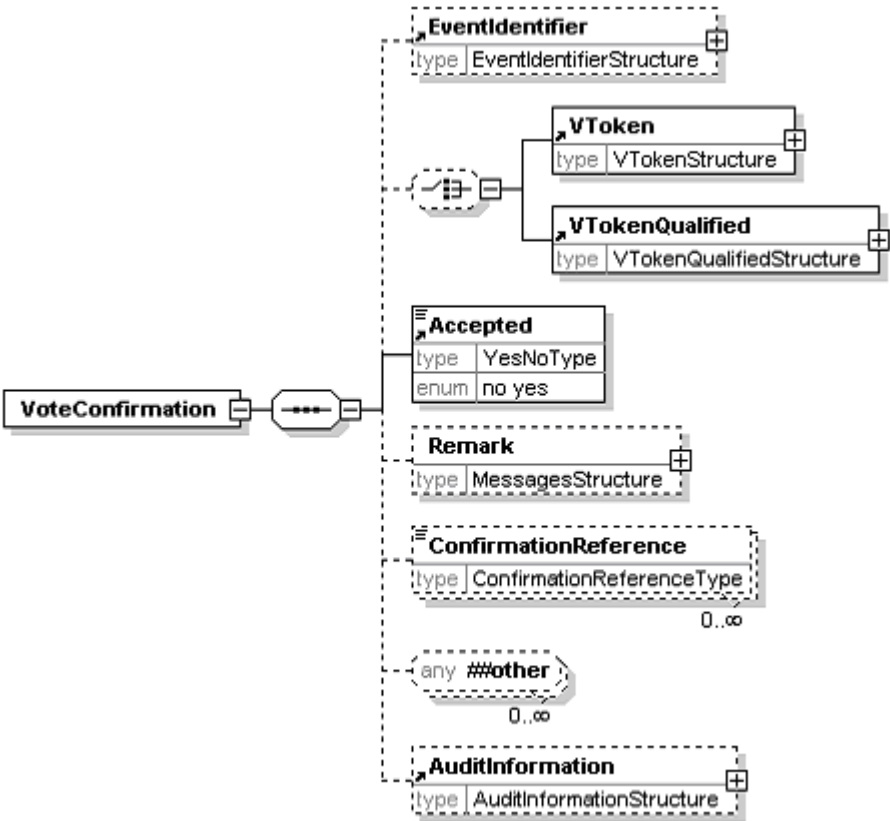 EventIdentifier
type EventIdentifierStructure
VToken
type VTokenStructure
VTokenQualified
type VTokenQualifiedStructure
Accepted
type YesNoType
enum no yes
VoteConfirmation
Remark
type MessagesStructure
ConfirmationReference
type ConfirmationReferenceType
0..∞
any ##other
0..∞
AuditInformation
type AuditInformationStructure